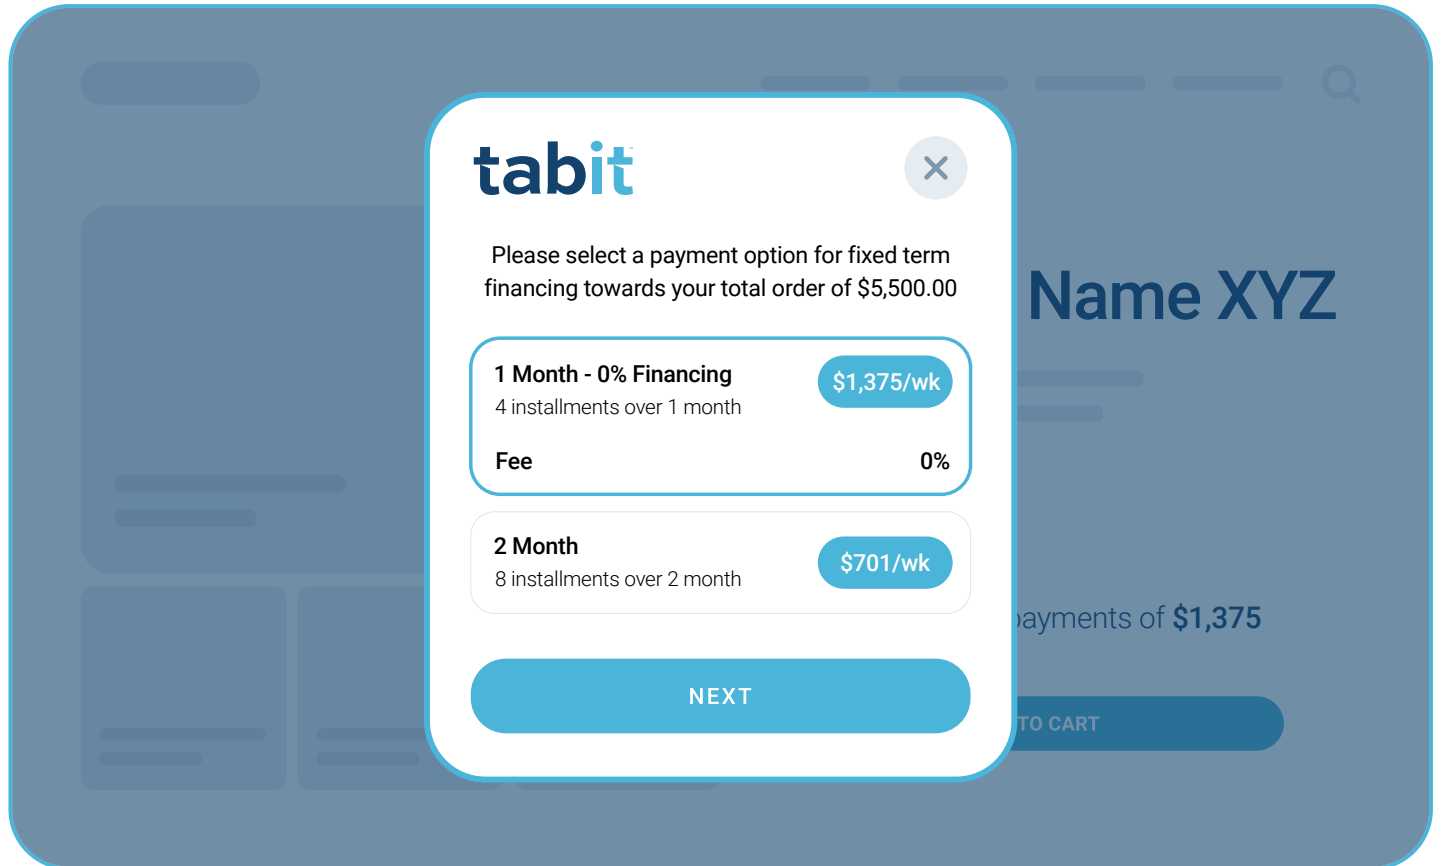 tabit
Please select a payment option for fixed term
financing towards your total order of $5,500.00
1 Month - 0% Financing
$1,375/wk
4 installments over 1 month
Fee
0%
2 Month
$701/wk
8 installments over 2 month
NEXT
Name XYZ
payments of $1,375
TO CART